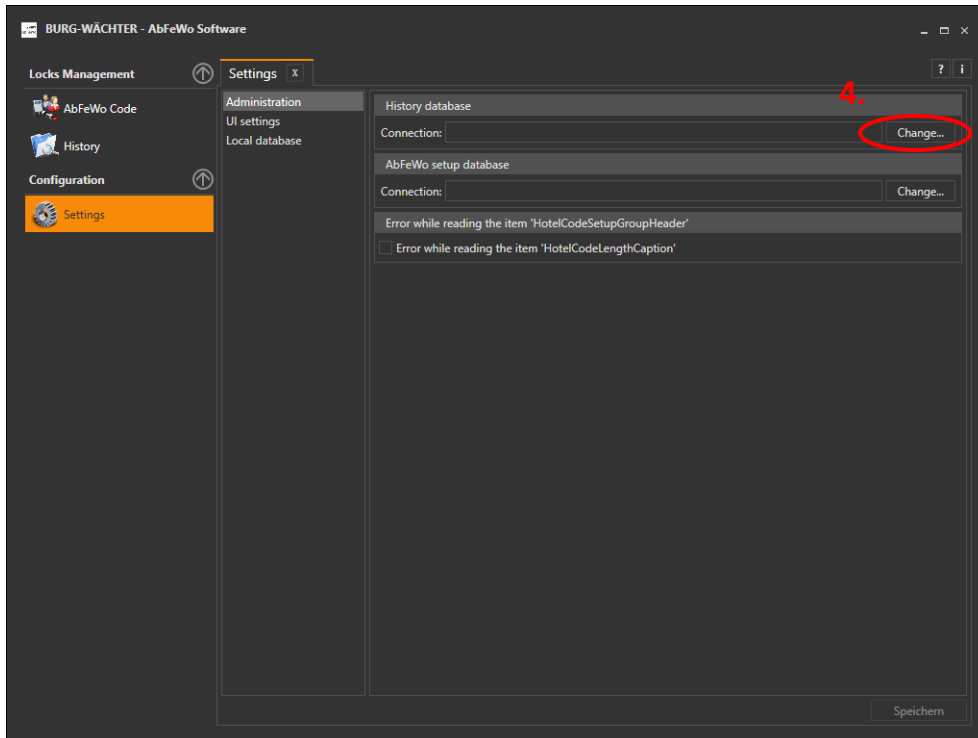 BURG-WÄCHTER - AbFeWo Software
Locks Management
AbFeWo Code
History
Configuration
Settings
Settings X
? i
Administration
UI settings
Local database
4.
History database
Connection: Change...
AbFeWo setup database
Connection: Change...
Error while reading the item 'HotelCodeSetupGroupHeader'
Error while reading the item 'HotelCodeLengthCaption'
Speichern